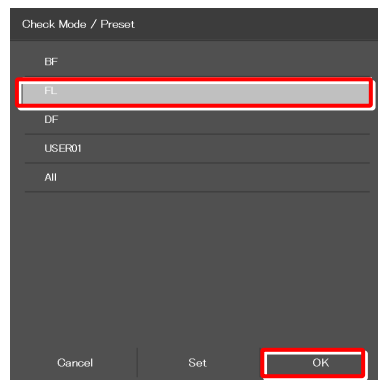 Check Mode / Preset
BF
FL
DF
USER01
All
Cancel Set OK